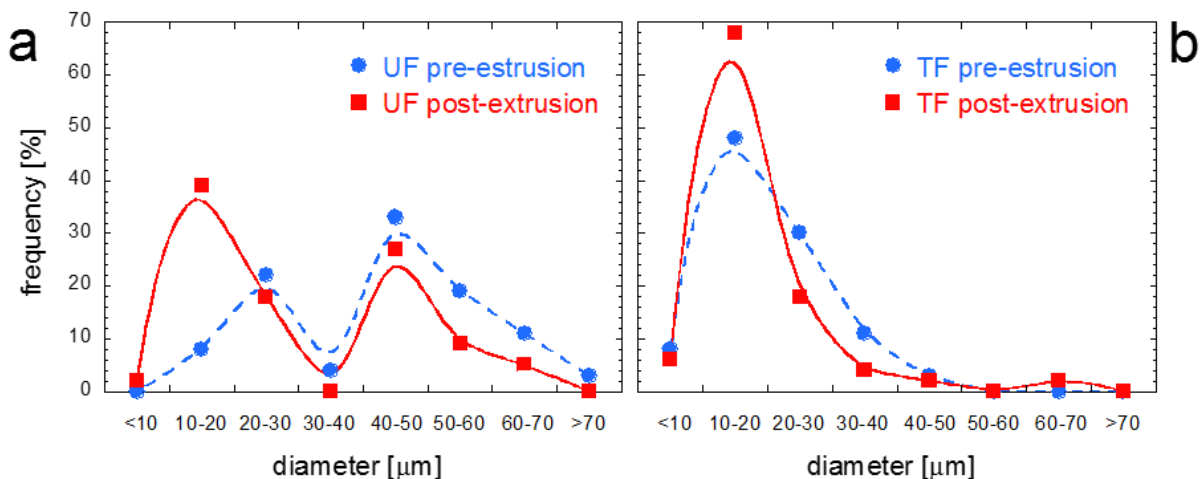 a
70
60
50
40
30
20
10
0
frequency [%]
UF pre-estrusion
UF post-extrusion
<10 10-20 20-30 30-40 40-50 50-60 60-70 >70
diameter [μm]
b
TF pre-estrusion
TF post-extrusion
<10 10-20 20-30 30-40 40-50 50-60 60-70 >70
diameter [μm]